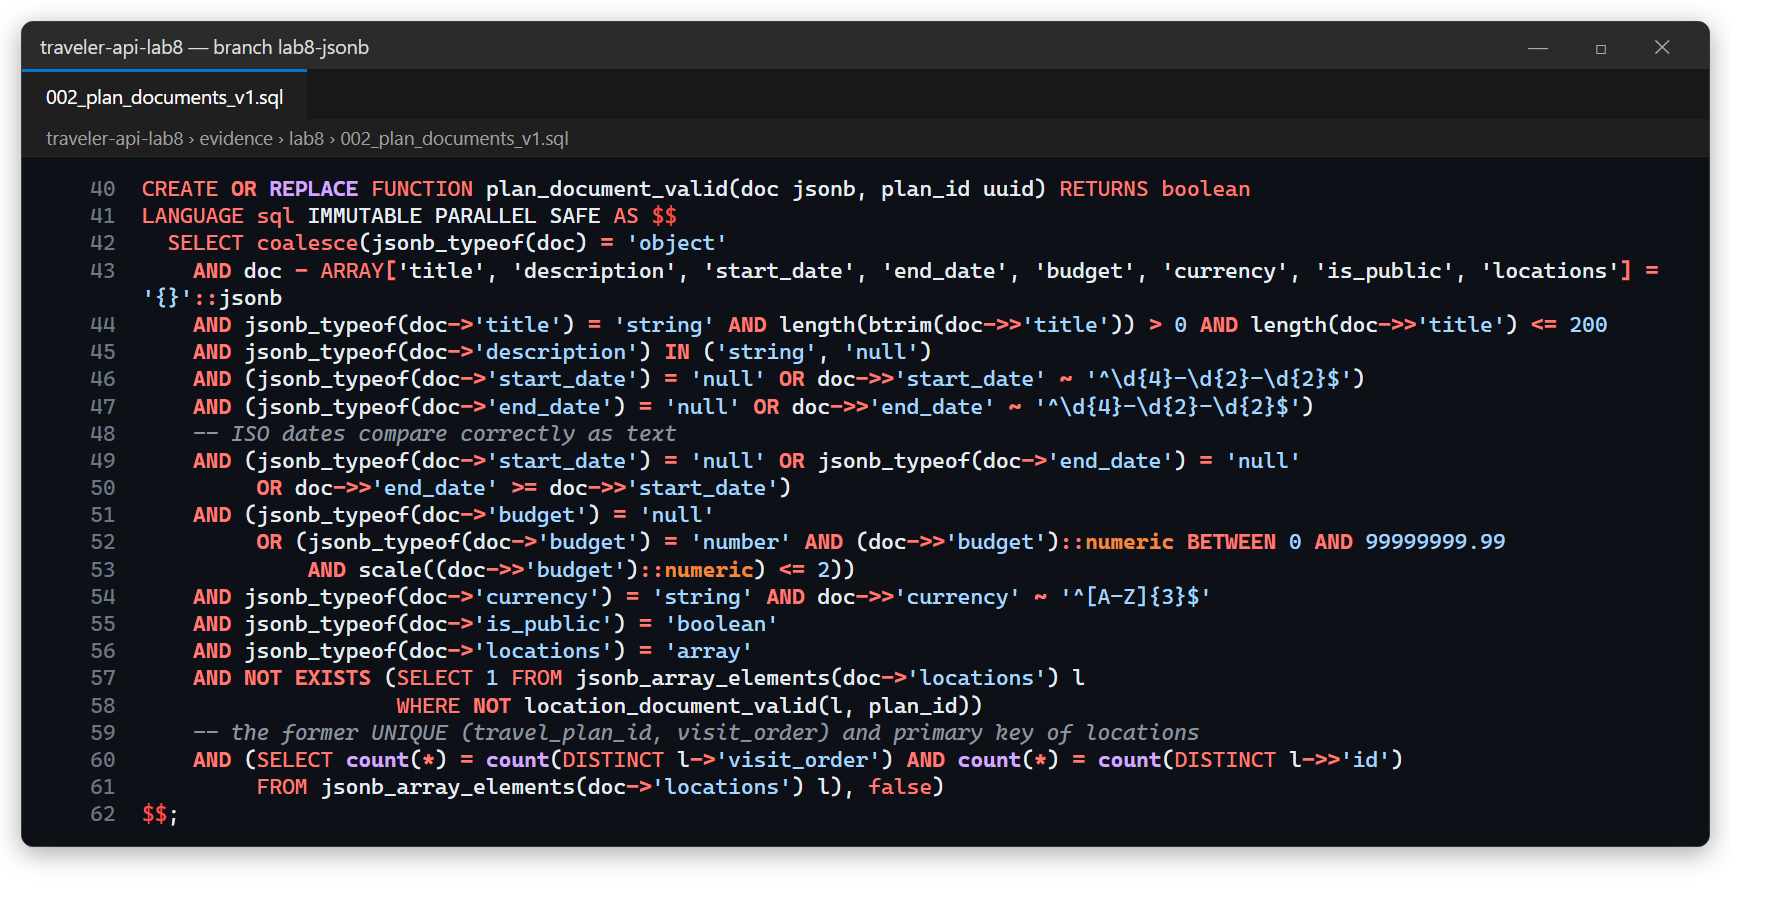 traveler-api-lab8 — branch lab8-jsonb
002_plan_documents_v1.sql
traveler-api-lab8 › evidence › lab8 › 002_plan_documents_v1.sql
40 CREATE OR REPLACE FUNCTION plan_document_valid(doc jsonb, plan_id uuid) RETURNS boolean
41 LANGUAGE sql IMMUTABLE PARALLEL SAFE AS $$
42   SELECT coalesce(jsonb_typeof(doc) = 'object'
43     AND doc - ARRAY['title', 'description', 'start_date', 'end_date', 'budget', 'currency', 'is_public', 'locations'] =
'{}'::jsonb
44     AND jsonb_typeof(doc->'title') = 'string' AND length(btrim(doc->>'title')) > 0 AND length(doc->>'title') <= 200
45     AND jsonb_typeof(doc->'description') IN ('string', 'null')
46     AND (jsonb_typeof(doc->'start_date') = 'null' OR doc->>'start_date' ~ '^\d{4}-\d{2}-\d{2}$')
47     AND (jsonb_typeof(doc->'end_date') = 'null' OR doc->>'end_date' ~ '^\d{4}-\d{2}-\d{2}$')
48     -- ISO dates compare correctly as text
49     AND (jsonb_typeof(doc->'start_date') = 'null' OR jsonb_typeof(doc->'end_date') = 'null'
50          OR doc->>'end_date' >= doc->>'start_date')
51     AND (jsonb_typeof(doc->'budget') = 'null'
52          OR (jsonb_typeof(doc->'budget') = 'number' AND (doc->>'budget')::numeric BETWEEN 0 AND 99999999.99
53              AND scale((doc->>'budget')::numeric) <= 2))
54     AND jsonb_typeof(doc->'currency') = 'string' AND doc->>'currency' ~ '^[A-Z]{3}$'
55     AND jsonb_typeof(doc->'is_public') = 'boolean'
56     AND jsonb_typeof(doc->'locations') = 'array'
57     AND NOT EXISTS (SELECT 1 FROM jsonb_array_elements(doc->'locations') l
58                     WHERE NOT location_document_valid(l, plan_id))
59     -- the former UNIQUE (travel_plan_id, visit_order) and primary key of locations
60     AND (SELECT count(*) = count(DISTINCT l->'visit_order') AND count(*) = count(DISTINCT l->>'id')
61          FROM jsonb_array_elements(doc->'locations') l), false)
62 $$;